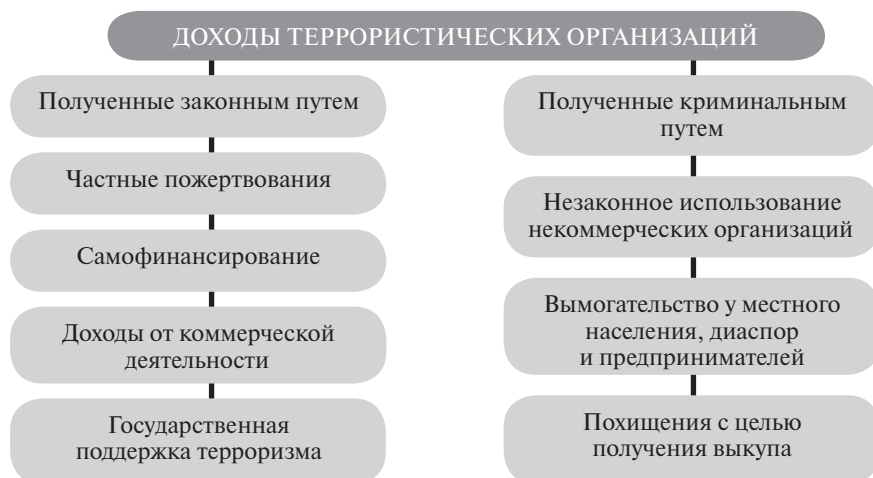 ДОХОДЫ ТЕРРОРИСТИЧЕСКИХ ОРГАНИЗАЦИЙ
Полученные законным путем
Частные пожертвования
Самофинансирование
Доходы от коммерческой
деятельности
Государственная
поддержка терроризма
Полученные криминальным
путем
Незаконное использование
некоммерческих организаций
Вымогательство у местного
населения, диаспор
и предпринимателей
Похищения с целью
получения выкупа